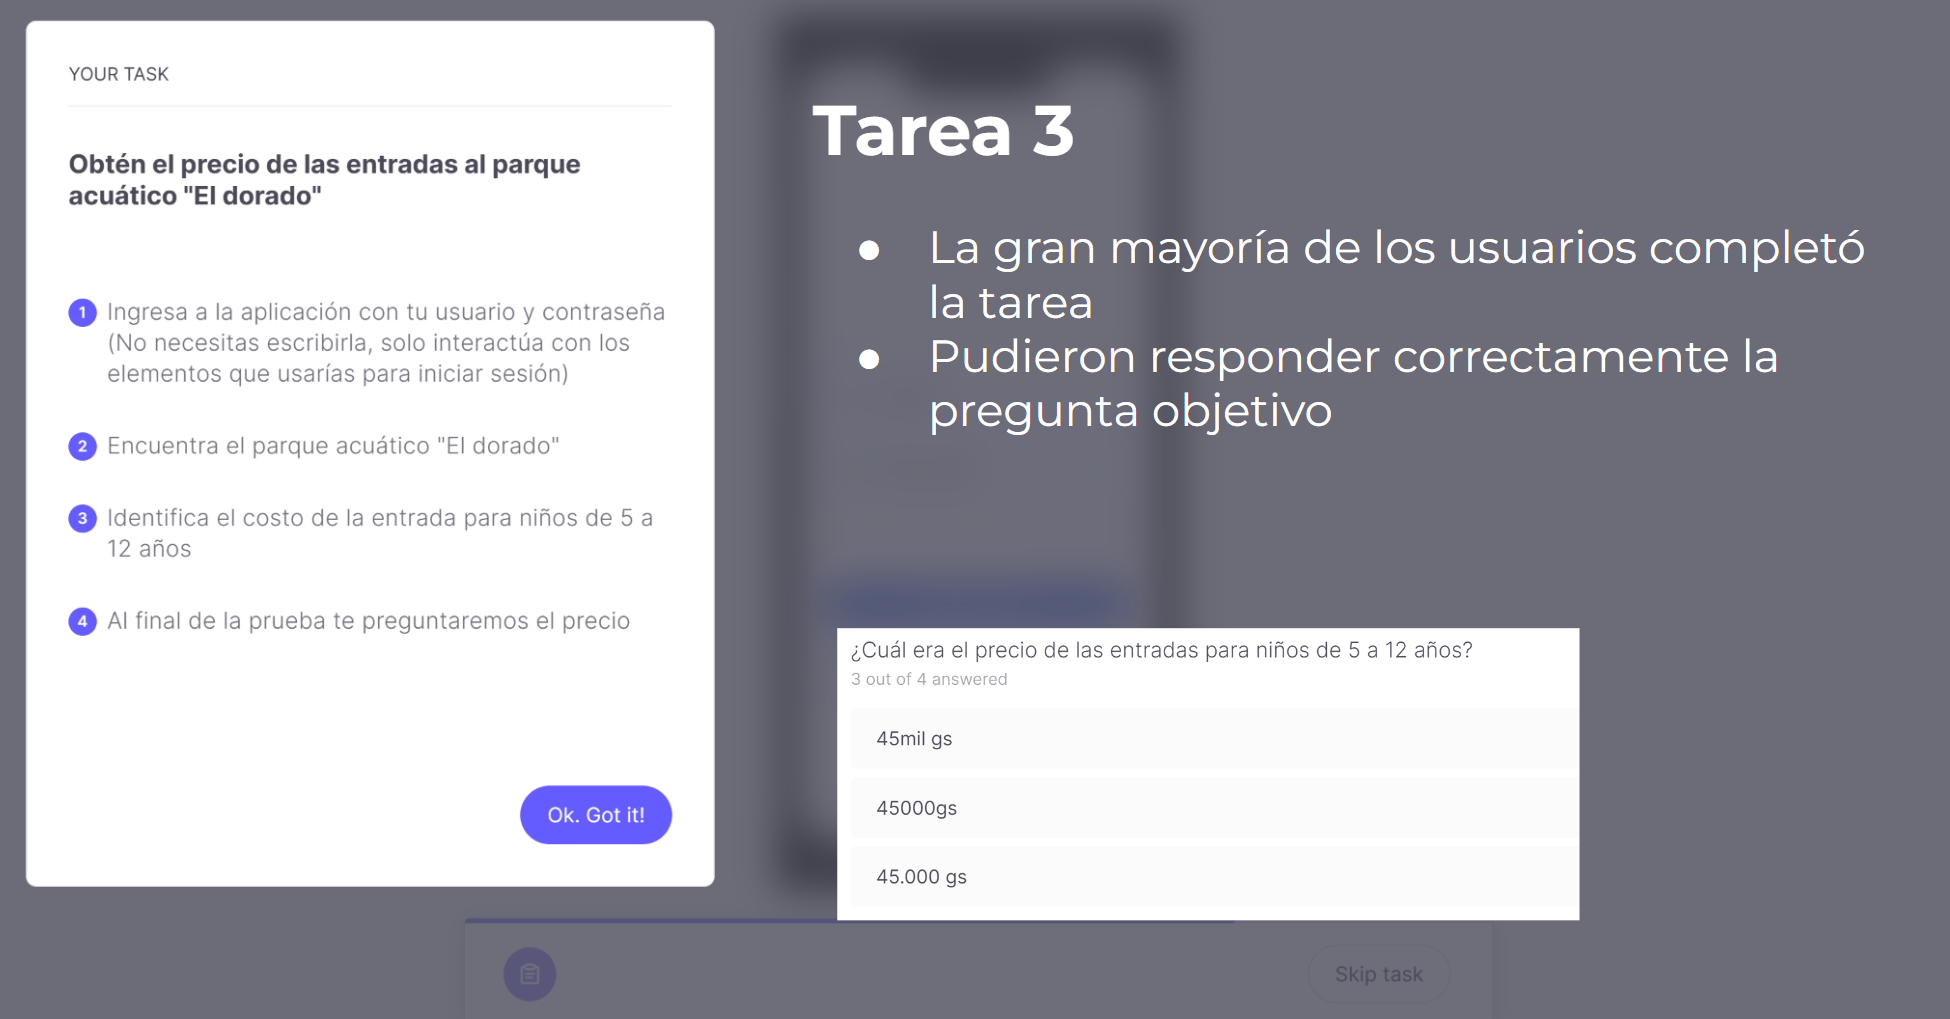 YOUR TASK
Obtén el precio de las entradas al parque
acuático "El dorado"
1 Ingresa a la aplicación con tu usuario y contraseña
(No necesitas escribirla, solo interactúa con los
elementos que usarías para iniciar sesión)
2 Encuentra el parque acuático "El dorado"
3 Identifica el costo de la entrada para niños de 5 a
12 años
4 Al final de la prueba te preguntaremos el precio
Ok. Got it!
Tarea 3
● La gran mayoría de los usuarios completó
la tarea
● Pudieron responder correctamente la
pregunta objetivo
¿Cuál era el precio de las entradas para niños de 5 a 12 años?
3 out of 4 answered
45mil gs
45000gs
45.000 gs
Skip task